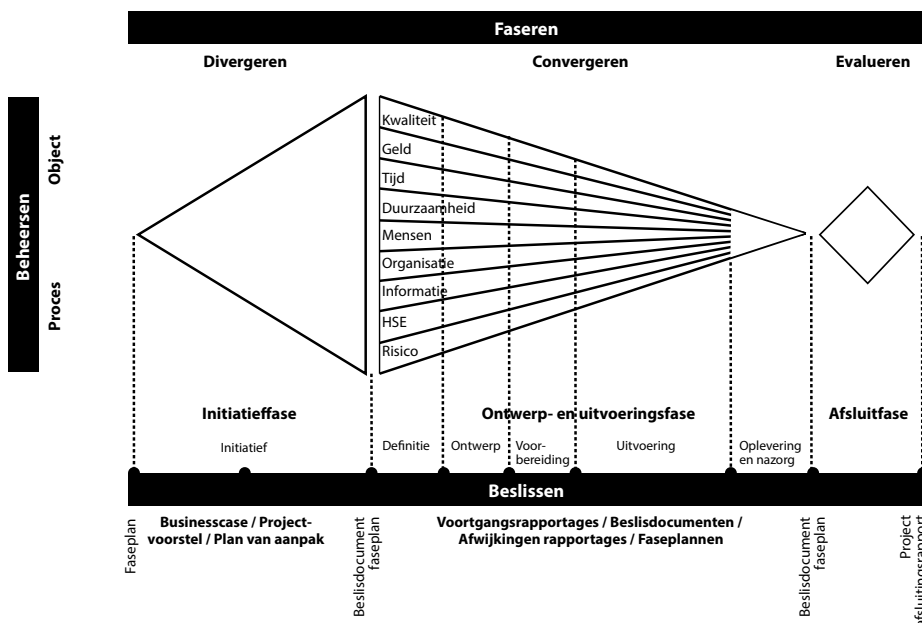 Faseren
Divergeren
Convergeren
Evalueren
Beheersen
Object
Proces
Kwaliteit
Geld
Tijd
Duurzaamheid
Mensen
Organisatie
Informatie
HSE
Risico
Initiatieffase
Ontwerp- en uitvoeringsfase
Afsluitfase
Initiatief
Definitie
Ontwerp
Voor-
bereiding
Uitvoering
Oplevering
en nazorg
Beslissen
Faseplan
Businesscase / Project-
voorstel / Plan van aanpak
Beslisdocument
faseplan
Voortgangsrapportages / Beslisdocumenten /
Afwijkingen rapportages / Faseplannen
Beslisdocument
faseplan
Project
afsluitingsrapport